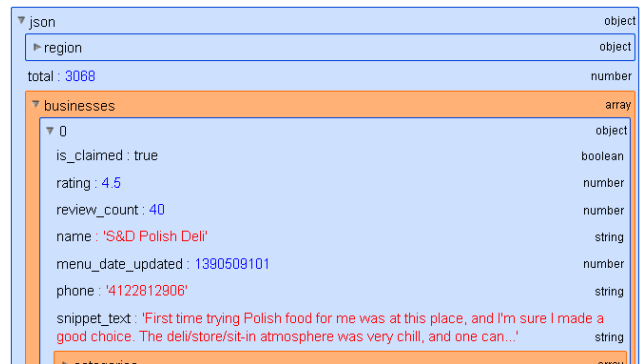 json object
region object
total : 3068 number
businesses array
0 object
is_claimed : true boolean
rating : 4.5 number
review_count : 40 number
name : 'S&D Polish Deli' string
menu_date_updated : 1390509101 number
phone : '4122812906' string
snippet_text : 'First time trying Polish food for me was at this place, and I'm sure I made a
good choice. The deli/store/sit-in atmosphere was very chill, and one can...' string
categories array